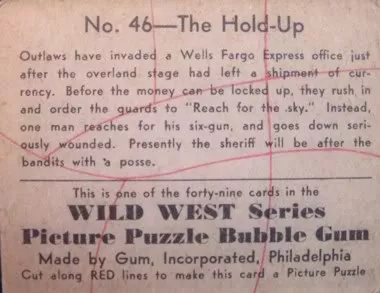 No. 46—The Hold-Up
Outlaws have invaded a Wells Fargo Express office just
after the overland stage had left a shipment of cur-
rency. Before the money can be locked up, they rush in
and order the guards to "Reach for the sky." Instead,
one man reaches for his six-gun, and goes down seri-
ously wounded. Presently the sheriff will be after the
bandits with a posse.
This is one of the forty-nine cards in the
WILD WEST Series
Picture Puzzle Bubble Gum
Made by Gum, Incorporated, Philadelphia
Cut along RED lines to make this card a Picture Puzzle